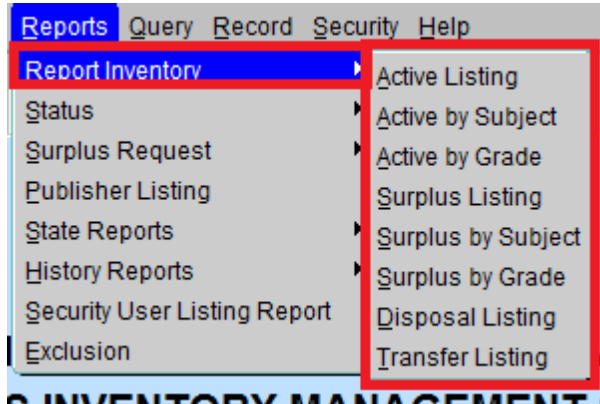 Reports Query Record Security Help
Report Inventory
Status
Surplus Request
Publisher Listing
State Reports
History Reports
Security User Listing Report
Exclusion
Active Listing
Active by Subject
Active by Grade
Surplus Listing
Surplus by Subject
Surplus by Grade
Disposal Listing
Transfer Listing
INVENTORY MANAGEMENT